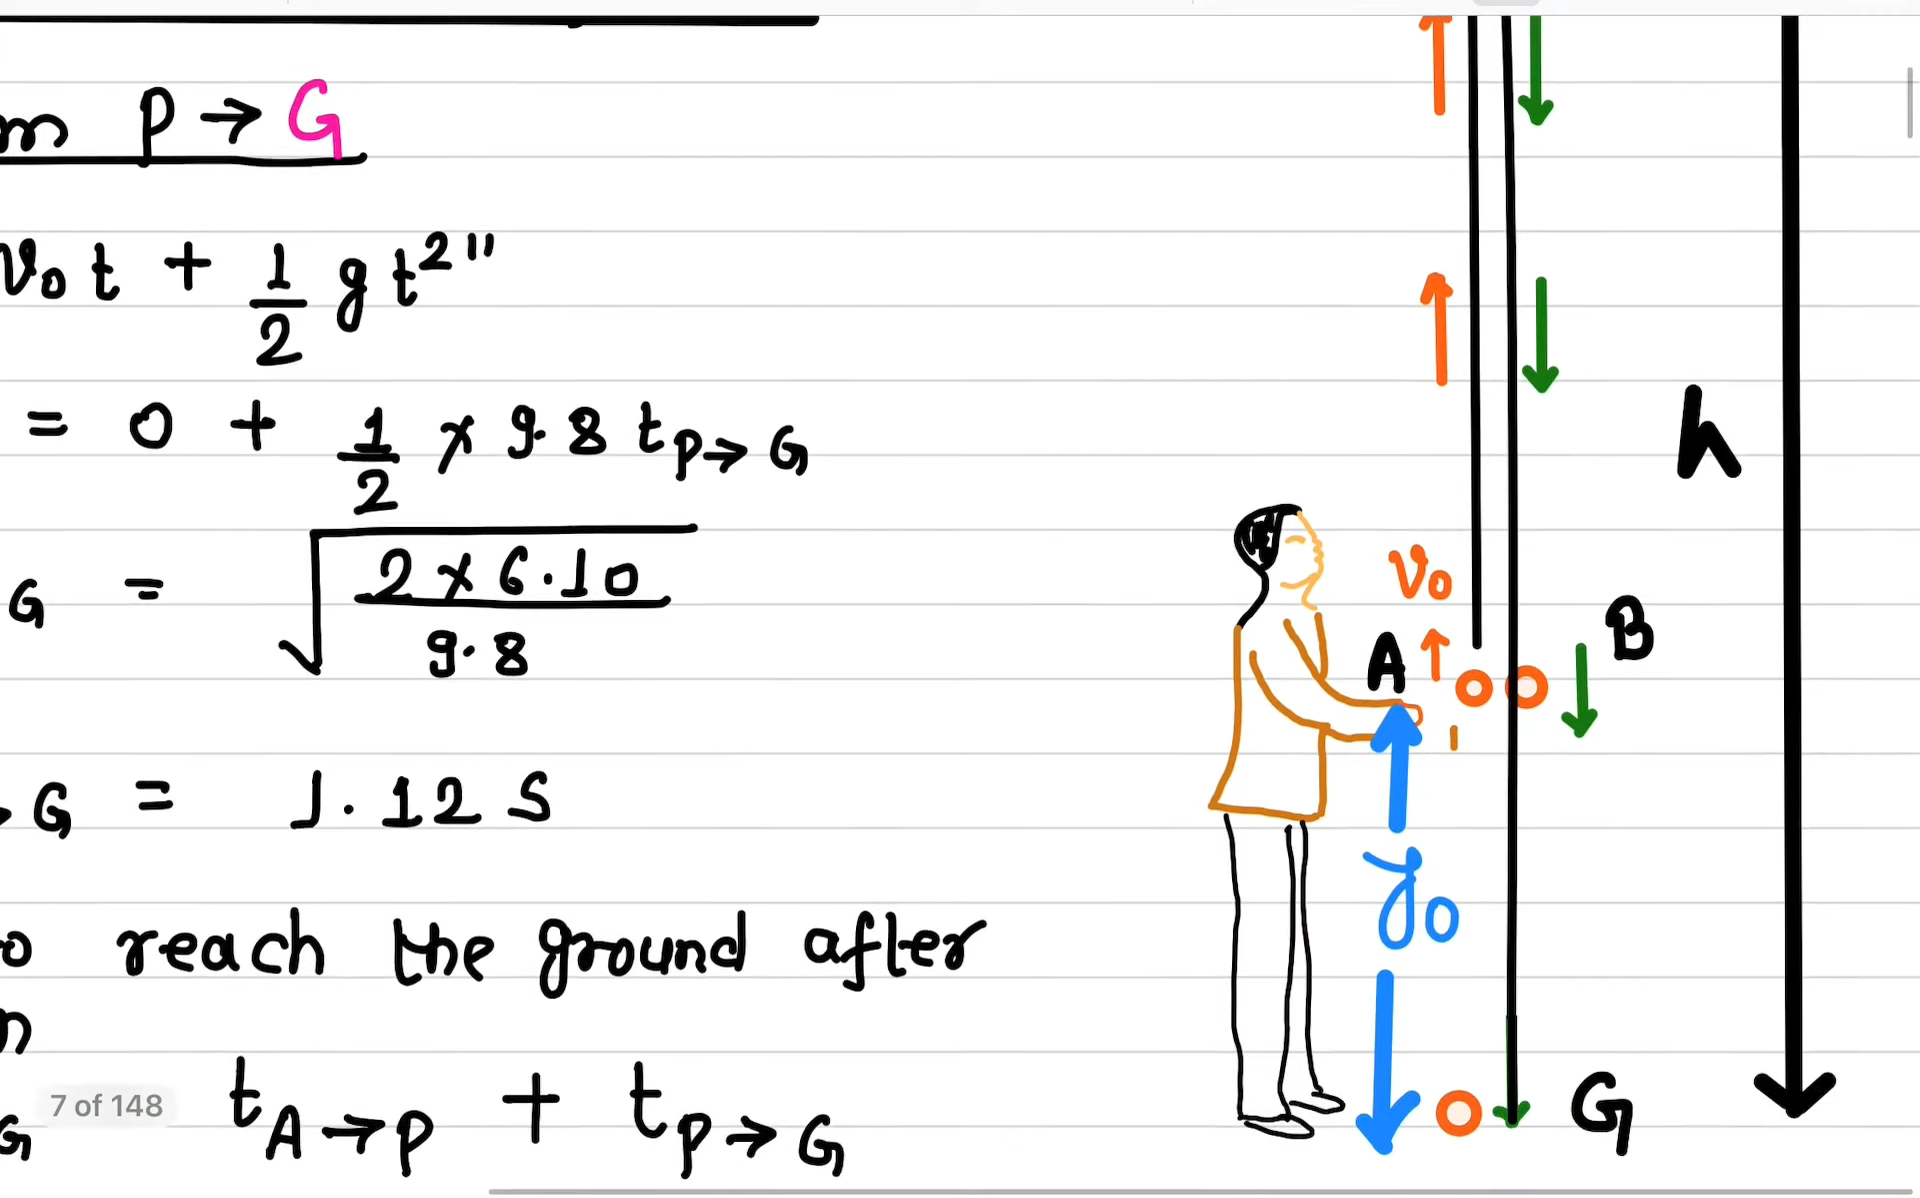 m P → G
v₀ t + 1/2 g t² "
= 0 + 1/2 × 9.8 t P→G
G = √(2 × 6.10 / 9.8)
→ G = 1.12 s
o reach the ground after
n
G t A→P + t P→G
7 of 148
h
v₀
A
B
y₀
G